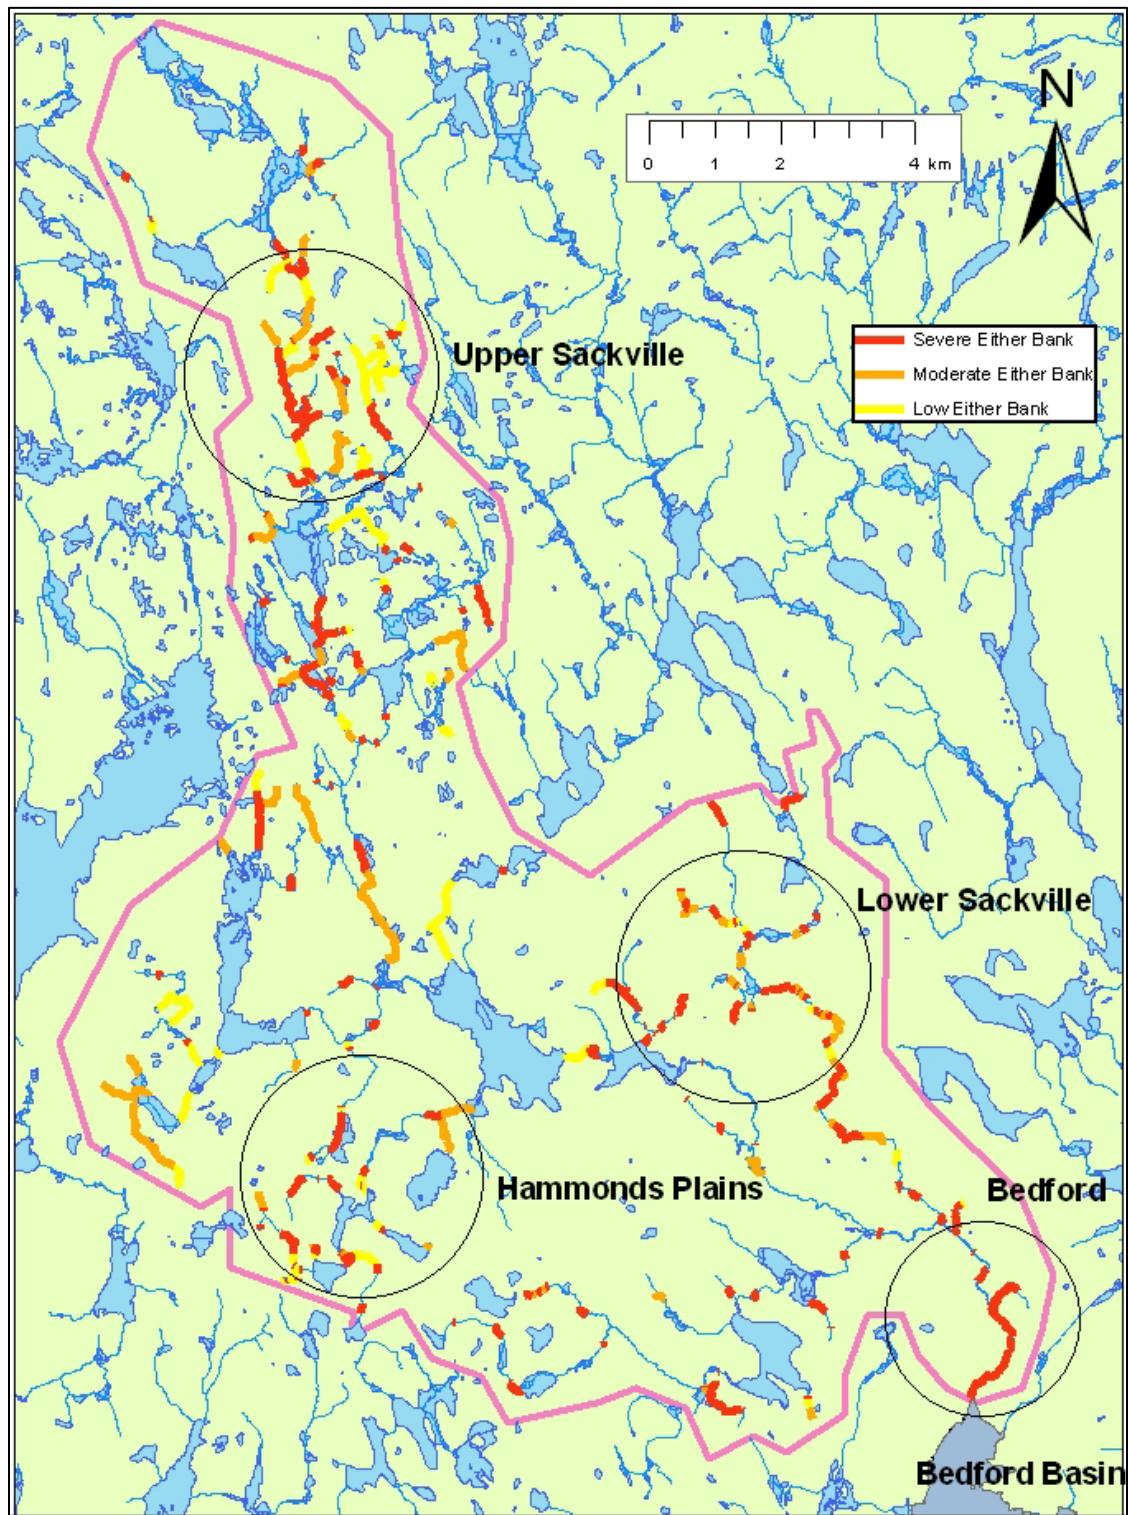 N
0 1 2 4 km
Severe Either Bank
Moderate Either Bank
Low Either Bank
Upper Sackville
Lower Sackville
Hammonds Plains
Bedford
Bedford Basin